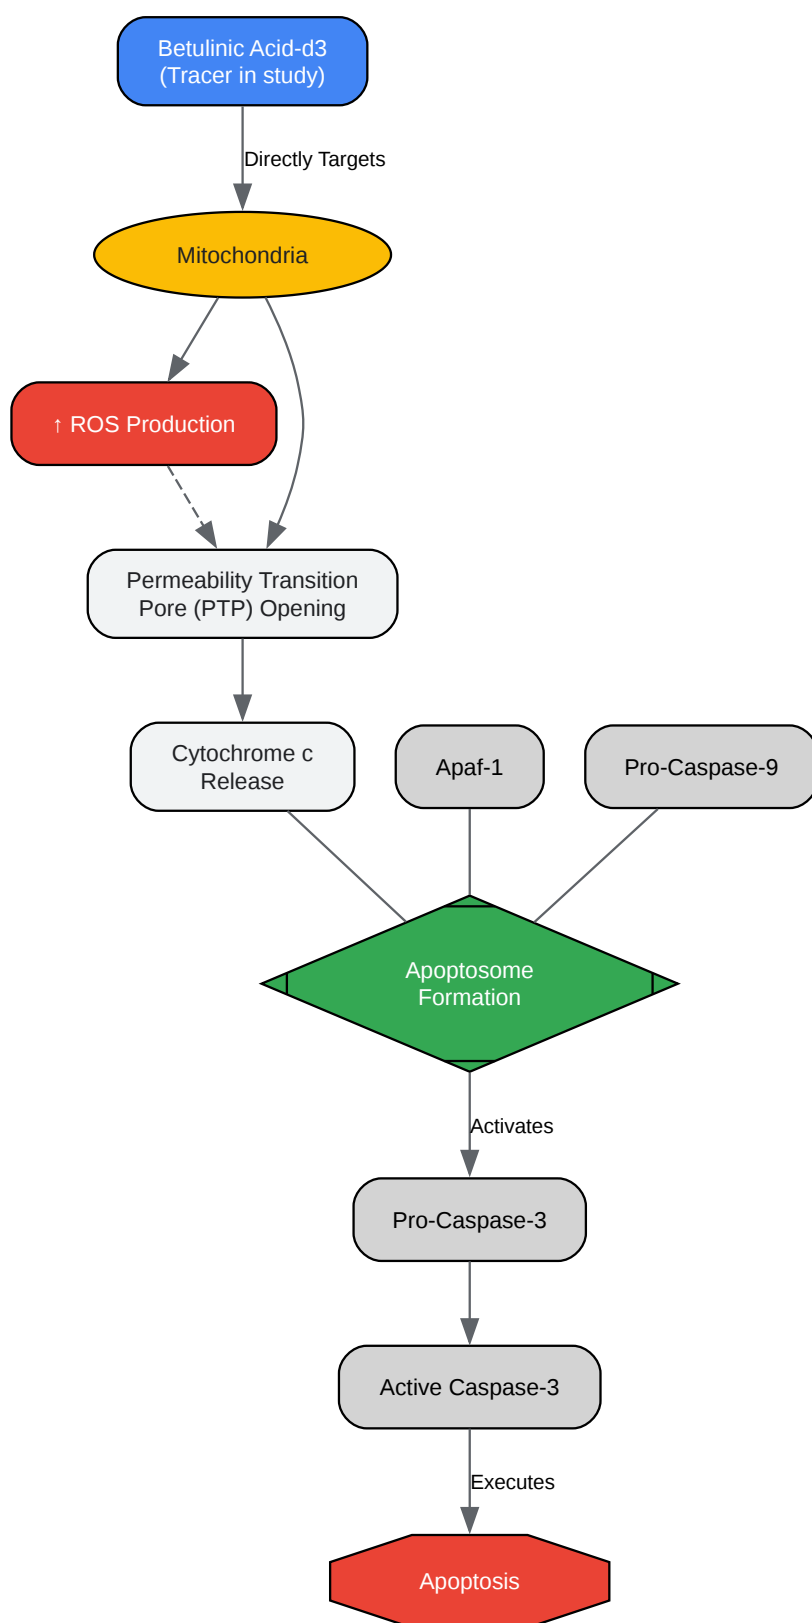 Betulinic Acid-d3
(Tracer in study)
Directly Targets
Mitochondria
↑ ROS Production
Permeability Transition
Pore (PTP) Opening
Cytochrome c
Release
Apaf-1
Pro-Caspase-9
Apoptosome
Formation
Activates
Pro-Caspase-3
Active Caspase-3
Executes
Apoptosis